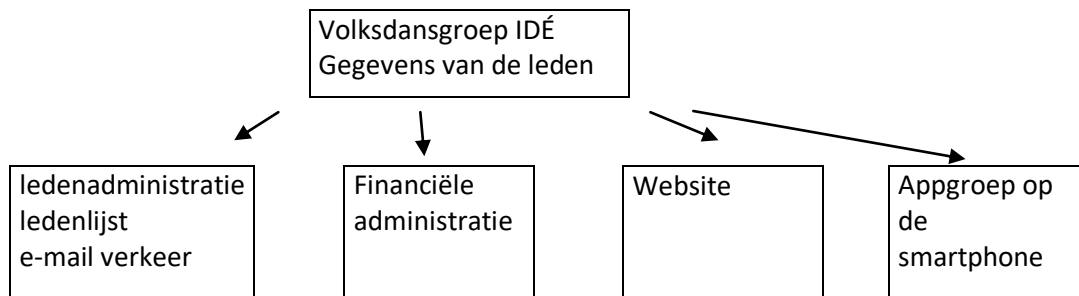 Volksdansgroep IDÉ
Gegevens van de leden
ledenadministratie
ledenlijst
e-mail verkeer
Financiële
administratie
Website
Appgroep op
de
smartphone